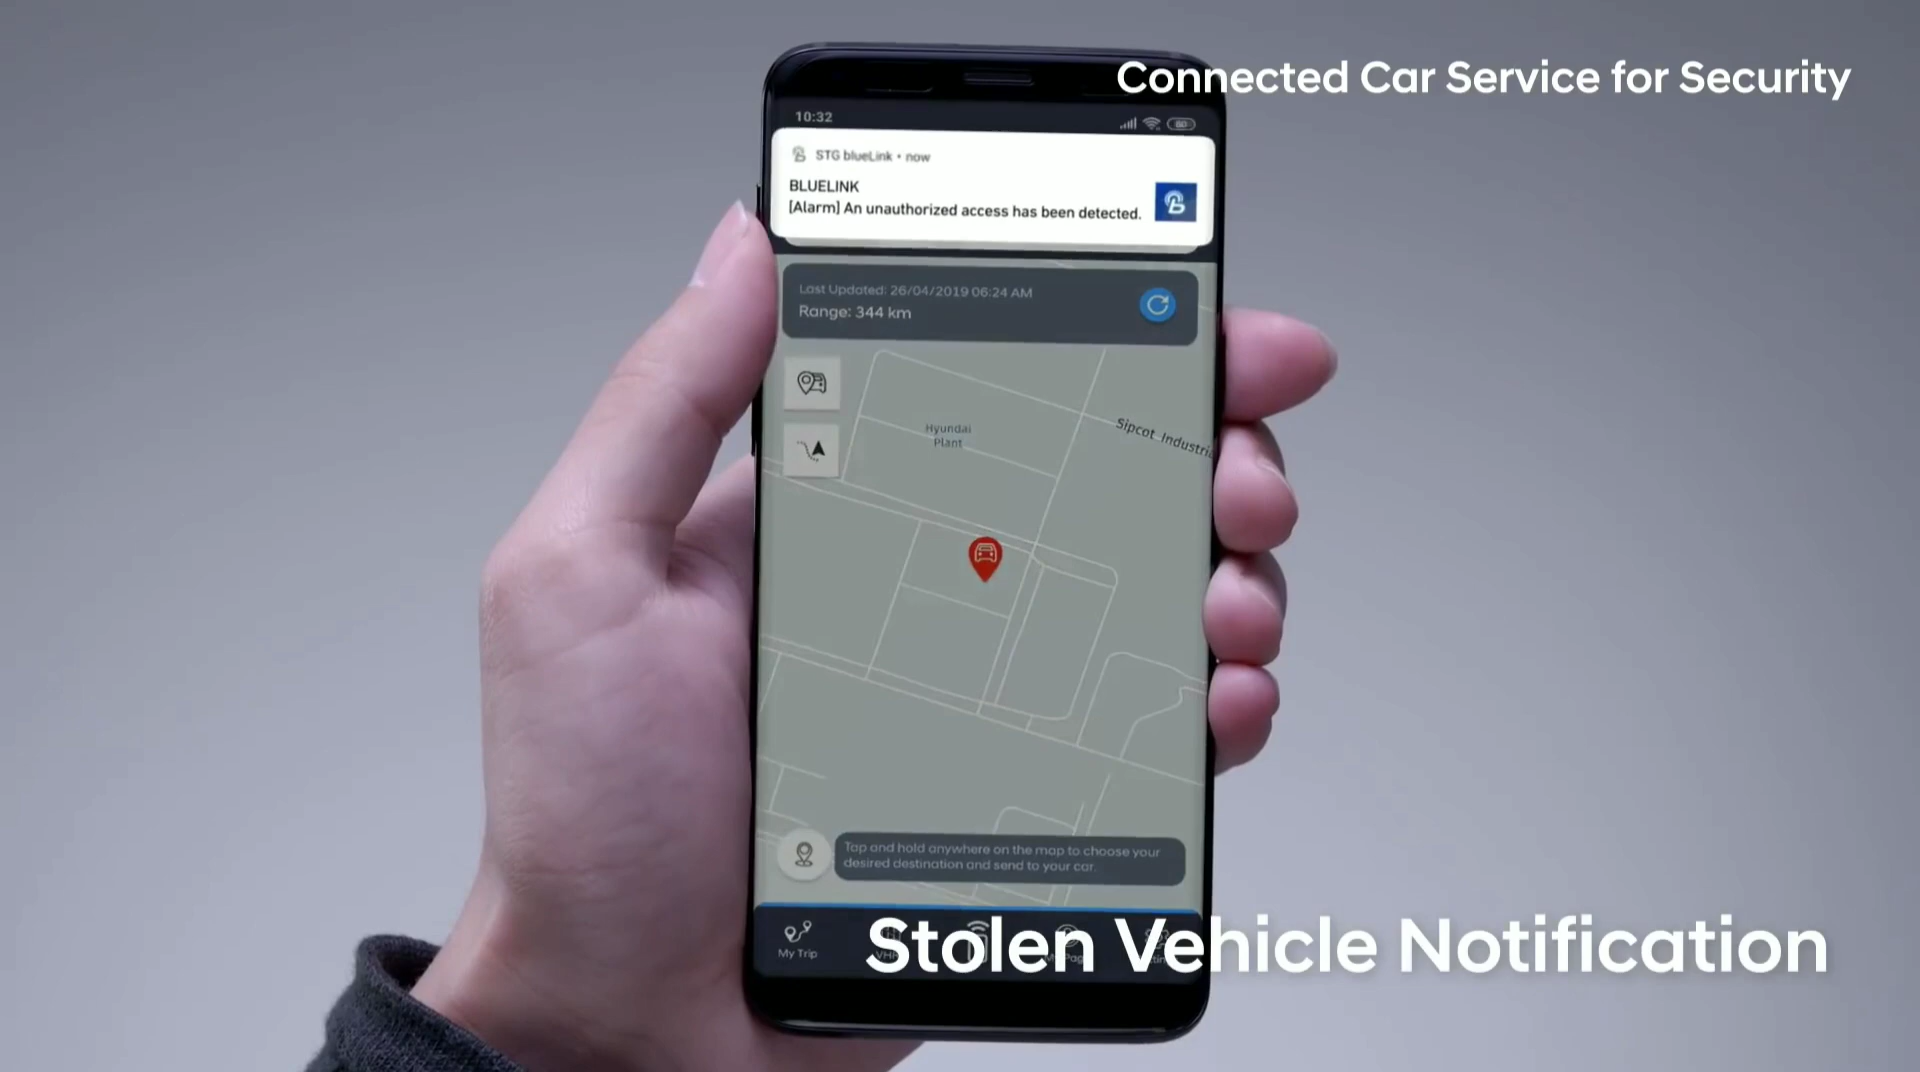 Connected Car Service for Security
10:32
STG blueLink • now
BLUELINK
[Alarm] An unauthorized access has been detected.
Last Updated: 26/04/2019 06:24 AM
Range: 344 km
Hyundai
Plant
Sipcot Industri
Tap and hold anywhere on the map to choose your
desired destination and send to your car.
My Trip
Stolen Vehicle Notification